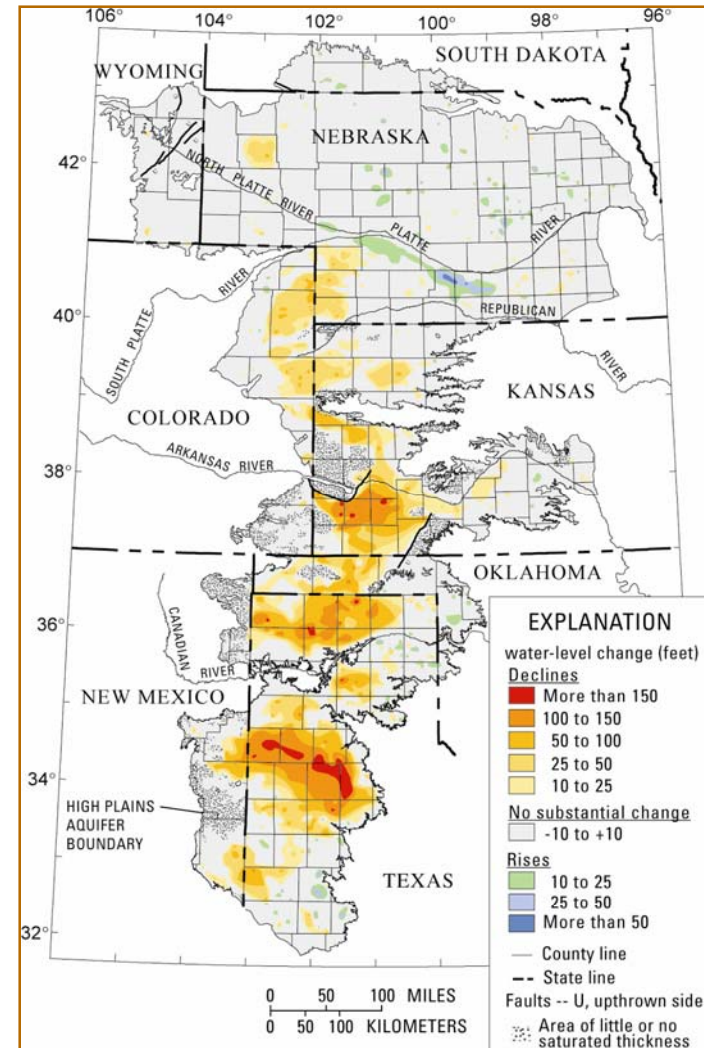 106° 104° 102° 100° 98° 96°
SOUTH DAKOTA
WYOMING
NEBRASKA
42°
NORTH PLATTE RIVER
PLATTE
RIVER
106°
SOUTH PLATTE RIVER
REPUBLICAN
RIVER
40°
96°
KANSAS
COLORADO
ARKANSAS RIVER
38°
OKLAHOMA
CANADIAN
RIVER
36°
NEW MEXICO
34°
HIGH PLAINS
AQUIFER
BOUNDARY
TEXAS
32°
0 50 100 MILES
0 50 100 KILOMETERS
EXPLANATION
water-level change (feet)
Declines
More than 150
100 to 150
50 to 100
25 to 50
10 to 25
No substantial change
-10 to +10
Rises
10 to 25
25 to 50
More than 50
County line
State line
Faults -- U, upthrown side
Area of little or no
saturated thickness